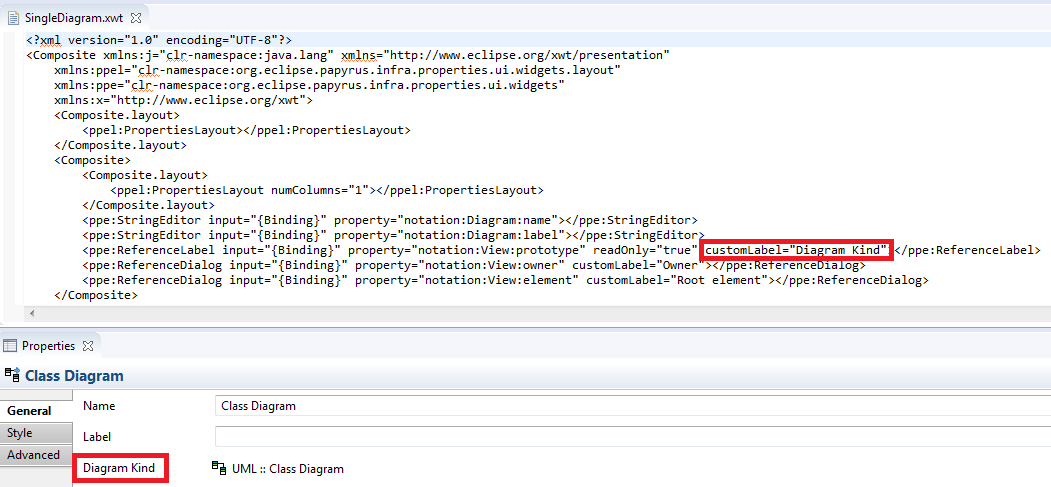 SingleDiagram.xwt
<?xml version="1.0" encoding="UTF-8"?>
<Composite xmlns:j="clr-namespace:java.lang" xmlns="http://www.eclipse.org/xwt/presentation"
xmlns:ppel="clr-namespace:org.eclipse.papyrus.infra.properties.ui.widgets.layout"
xmlns:ppe="clr-namespace:org.eclipse.papyrus.infra.properties.ui.widgets"
xmlns:x="http://www.eclipse.org/xwt">
<Composite.layout>
<ppel:PropertiesLayout></ppel:PropertiesLayout>
</Composite.layout>
<Composite>
<Composite.layout>
<ppel:PropertiesLayout numColumns="1"></ppel:PropertiesLayout>
</Composite.layout>
<ppe:StringEditor input="{Binding}" property="notation:Diagram:name"></ppe:StringEditor>
<ppe:StringEditor input="{Binding}" property="notation:Diagram:label"></ppe:StringEditor>
<ppe:ReferenceLabel input="{Binding}" property="notation:View:prototype" readOnly="true" customLabel="Diagram Kind"></ppe:ReferenceLabel>
<ppe:ReferenceDialog input="{Binding}" property="notation:View:owner" customLabel="Owner"></ppe:ReferenceDialog>
<ppe:ReferenceDialog input="{Binding}" property="notation:View:element" customLabel="Root element"></ppe:ReferenceDialog>
</Composite>
Properties
Class Diagram
General
Style
Advanced
Name Class Diagram
Label
Diagram Kind UML :: Class Diagram